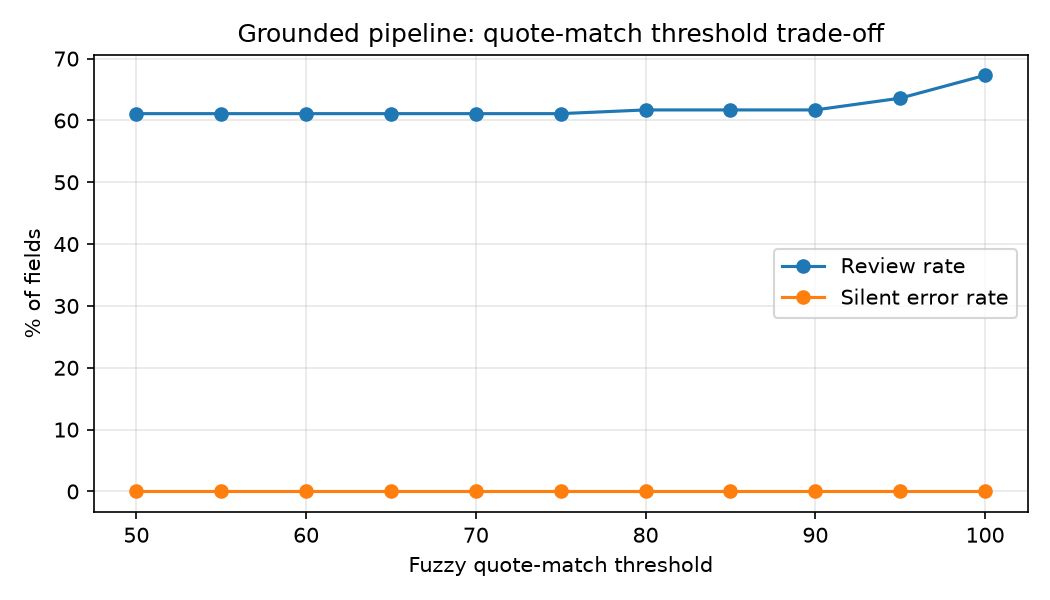 Grounded pipeline: quote-match threshold trade-off
70
60
50
40
30
20
10
0
% of fields
Review rate
Silent error rate
50 60 70 80 90 100
Fuzzy quote-match threshold